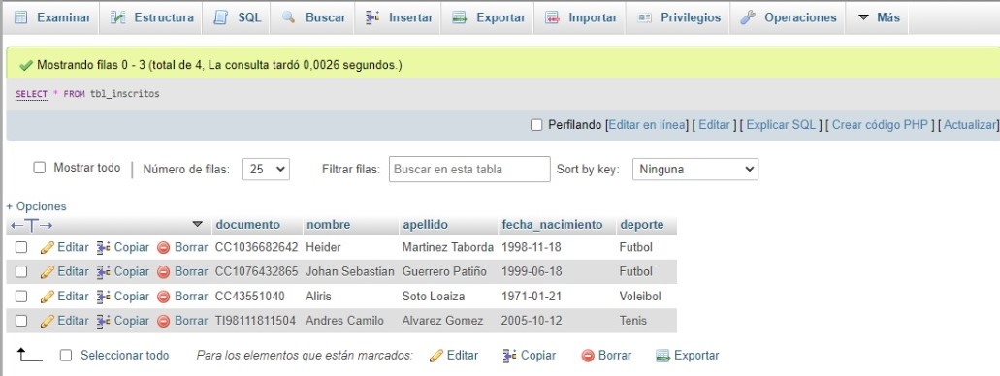 Examinar Estructura SQL Buscar Insertar Exportar Importar Privilegios Operaciones Más
Mostrando filas 0 - 3 (total de 4, La consulta tardó 0,0026 segundos.)
SELECT * FROM tbl_inscritos
Perfilando [Editar en línea] [ Editar ] [ Explicar SQL ] [ Crear código PHP ] [ Actualizar]
Mostrar todo | Número de filas: 25 Filtrar filas: Buscar en esta tabla Sort by key: Ninguna
+ Opciones
←T→ documento nombre apellido fecha_nacimiento deporte
Editar Copiar Borrar CC1036682642 Heider Martinez Taborda 1998-11-18 Futbol
Editar Copiar Borrar CC1076432865 Johan Sebastian Guerrero Patiño 1999-06-18 Futbol
Editar Copiar Borrar CC43551040 Aliris Soto Loaiza 1971-01-21 Voleibol
Editar Copiar Borrar TI98111811504 Andres Camilo Alvarez Gomez 2005-10-12 Tenis
Seleccionar todo Para los elementos que están marcados: Editar Copiar Borrar Exportar